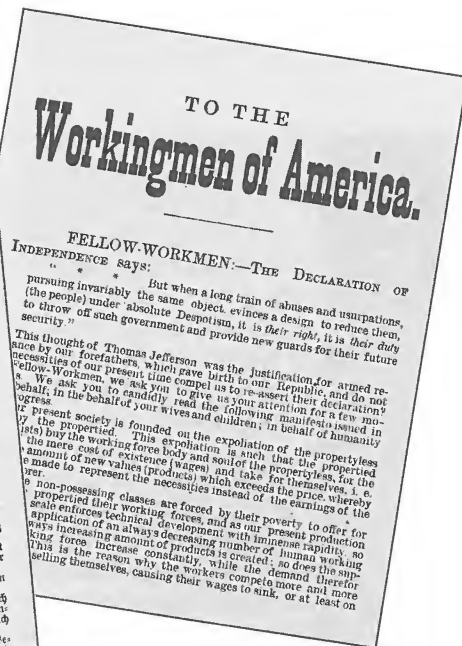 TO THE
Workingmen of America.
FELLOW-WORKMEN:—THE DECLARATION OF
INDEPENDENCE says:
" * * * But when a long train of abuses and usurpations,
pursuing invariably the same object, evinces a design to reduce them,
(the people) under absolute Despotism, it is their right, it is their duty
to throw off such government and provide new guards for their future
security."
This thought of Thomas Jefferson was the justification for armed re-
ance by our forefathers, which gave birth to our Republic, and do not
necessities of our present time compel us to re-assert their declaration?
Fellow-Workmen, we ask you to give us your attention for a few mo-
s. We ask you to candidly read the following manifesto issued in
behalf; in the behalf of your wives and children; in behalf of humanity
ogress.
r present society is founded on the expoliation of the propertyless
y the propertied. This expoliation is such that the propertied
ists) buy the working force body and soul of the propertyless, for the
the mere cost of existence (wages) and take for themselves, i. e.
amount of new values (products) which exceeds the price, whereby
e made to represent the necessities instead of the earnings of the
rer.
e non-possessing classes are forced by their poverty to offer for
propertied their working forces, and as our present production
scale enforces technical development with immense rapidity, so
application of an always decreasing number of human working
ways increasing amount of products is created; so does the sup-
king force increase constantly, while the demand therefor
This is the reason why the workers compete more and more
selling themselves, causing their wages to sink, or at least on